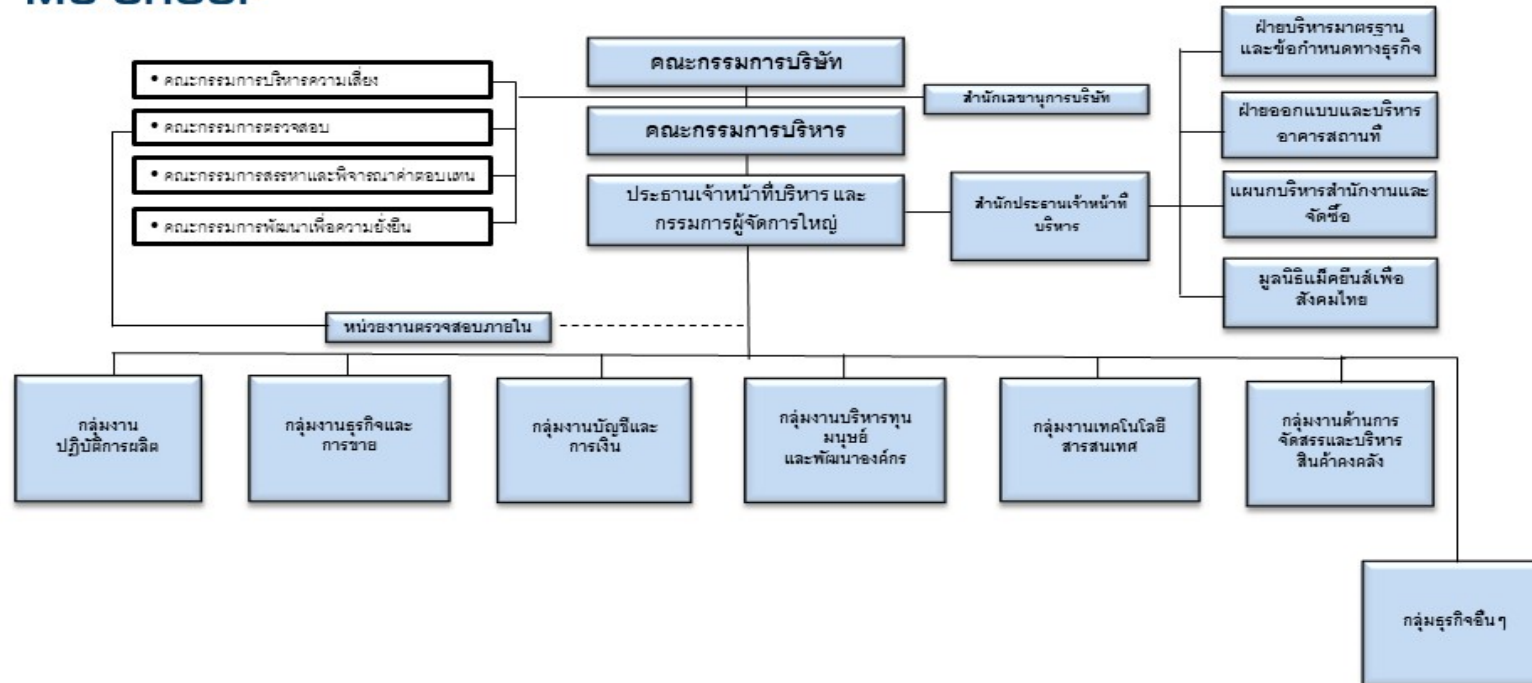 คณะกรรมการบริษัท
• คณะกรรมการบริหารความเสี่ยง
• คณะกรรมการตรวจสอบ
• คณะกรรมการสรรหาและพิจารณาค่าตอบแทน
• คณะกรรมการพัฒนาเพื่อความยั่งยืน
สำนักเลขานุการบริษัท
คณะกรรมการบริหาร
ประธานเจ้าหน้าที่บริหาร และ
กรรมการผู้จัดการใหญ่
สำนักประธานเจ้าหน้าที่
บริหาร
ฝ่ายบริหารมาตรฐาน
และข้อกำหนดทางธุรกิจ
ฝ่ายออกแบบและบริหาร
อาคารสถานที่
แผนกบริหารสำนักงานและ
จัดซื้อ
มูลนิธิแม็คยีนส์เพื่อ
สังคมไทย
หน่วยงานตรวจสอบภายใน
กลุ่มงาน
ปฏิบัติการผลิต
กลุ่มงานธุรกิจและ
การขาย
กลุ่มงานบัญชีและ
การเงิน
กลุ่มงานบริหารทุน
มนุษย์
และพัฒนาองค์กร
กลุ่มงานเทคโนโลยี
สารสนเทศ
กลุ่มงานด้านการ
จัดสรรและบริหาร
สินค้าคงคลัง
กลุ่มธุรกิจอื่นๆ